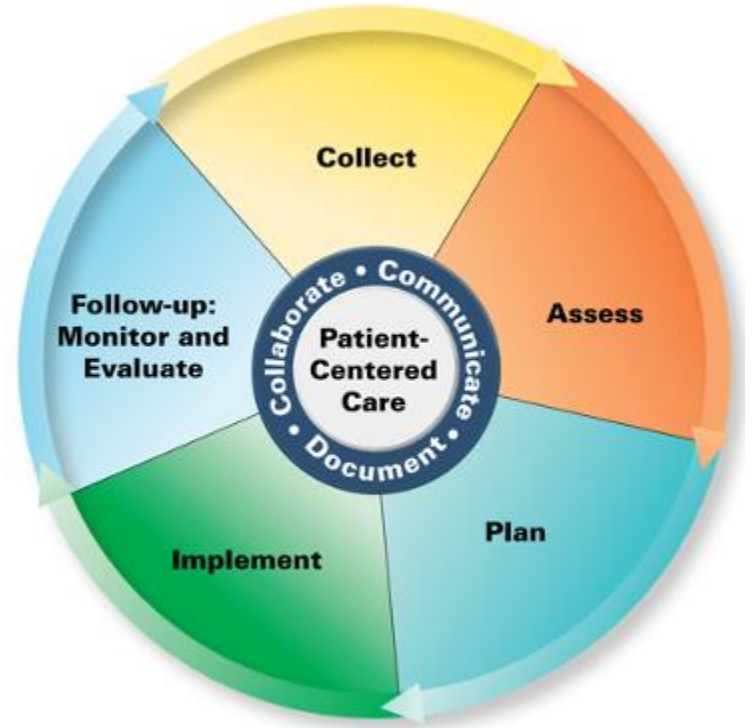 Collect
Assess
Plan
Implement
Follow-up:
Monitor and
Evaluate
Collaborate • Communicate • Document •
Patient-
Centered
Care